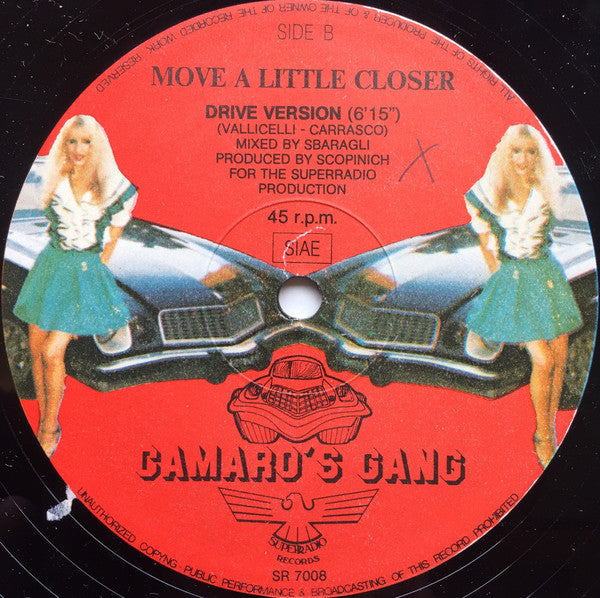 ALL RIGHTS OF THE PRODUCER & OF THE OWNER OF THE RECORDED WORK RESERVED
SIDE B
MOVE A LITTLE CLOSER
DRIVE VERSION (6'15")
(VALLICELLI - CARRASCO)
MIXED BY SBARAGLI
PRODUCED BY SCOPINICH
FOR THE SUPERRADIO
PRODUCTION
X
45 r.p.m.
SIAE
CAMARO'S GANG
SUPERRADIO
RECORDS
SR 7008
UNAUTHORIZED COPYNG, PUBLIC PERFORMANCE & BROADCASTING OF THIS RECORD PROHIBITED